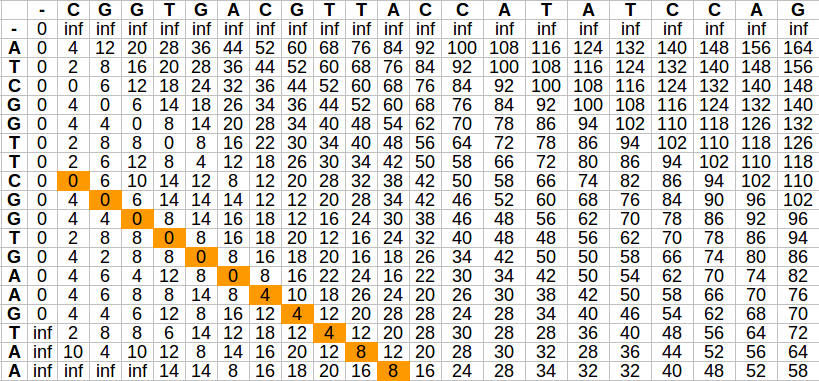 - C G G T G A C G T T A C C A T A T C C A G
- 0 inf inf inf inf inf inf inf inf inf inf inf inf inf inf inf inf inf inf inf inf inf
A 0 4 12 20 28 36 44 52 60 68 76 84 92 100 108 116 124 132 140 148 156 164
T 0 2 8 16 20 28 36 44 52 60 68 76 84 92 100 108 116 124 132 140 148 156
C 0 0 6 12 18 24 32 36 44 52 60 68 76 84 92 100 108 116 124 132 140 148
G 0 4 0 6 14 18 26 34 36 44 52 60 68 76 84 92 100 108 116 124 132 140
G 0 4 4 0 8 14 20 28 34 40 48 54 62 70 78 86 94 102 110 118 126 132
T 0 2 8 8 0 8 16 22 30 34 40 48 56 64 72 78 86 94 102 110 118 126
T 0 2 6 12 8 4 12 18 26 30 34 42 50 58 66 72 80 86 94 102 110 118
C 0 0 6 10 14 12 8 12 20 28 32 38 42 50 58 66 74 82 86 94 102 110
G 0 4 0 6 14 14 14 12 12 20 28 34 42 46 52 60 68 76 84 90 96 102
G 0 4 4 0 8 14 16 18 12 16 24 30 38 46 48 56 62 70 78 86 92 96
T 0 2 8 8 0 8 16 18 20 12 16 24 32 40 48 48 56 62 70 78 86 94
G 0 4 2 8 8 0 8 16 18 20 16 18 26 34 42 50 50 58 66 74 80 86
A 0 4 6 4 12 8 0 8 16 22 24 16 22 30 34 42 50 54 62 70 74 82
A 0 4 6 8 8 14 8 4 10 18 26 24 20 26 30 38 42 50 58 66 70 76
G 0 4 4 6 12 8 16 12 4 12 20 28 28 24 28 34 40 46 54 62 68 70
T inf 2 8 8 6 14 12 18 12 4 12 20 28 30 28 28 36 40 48 56 64 72
A inf 10 4 10 12 8 14 16 20 12 8 12 20 28 30 32 28 36 44 52 56 64
A inf inf inf inf 14 14 8 16 18 20 16 8 16 24 28 34 32 32 40 48 52 58